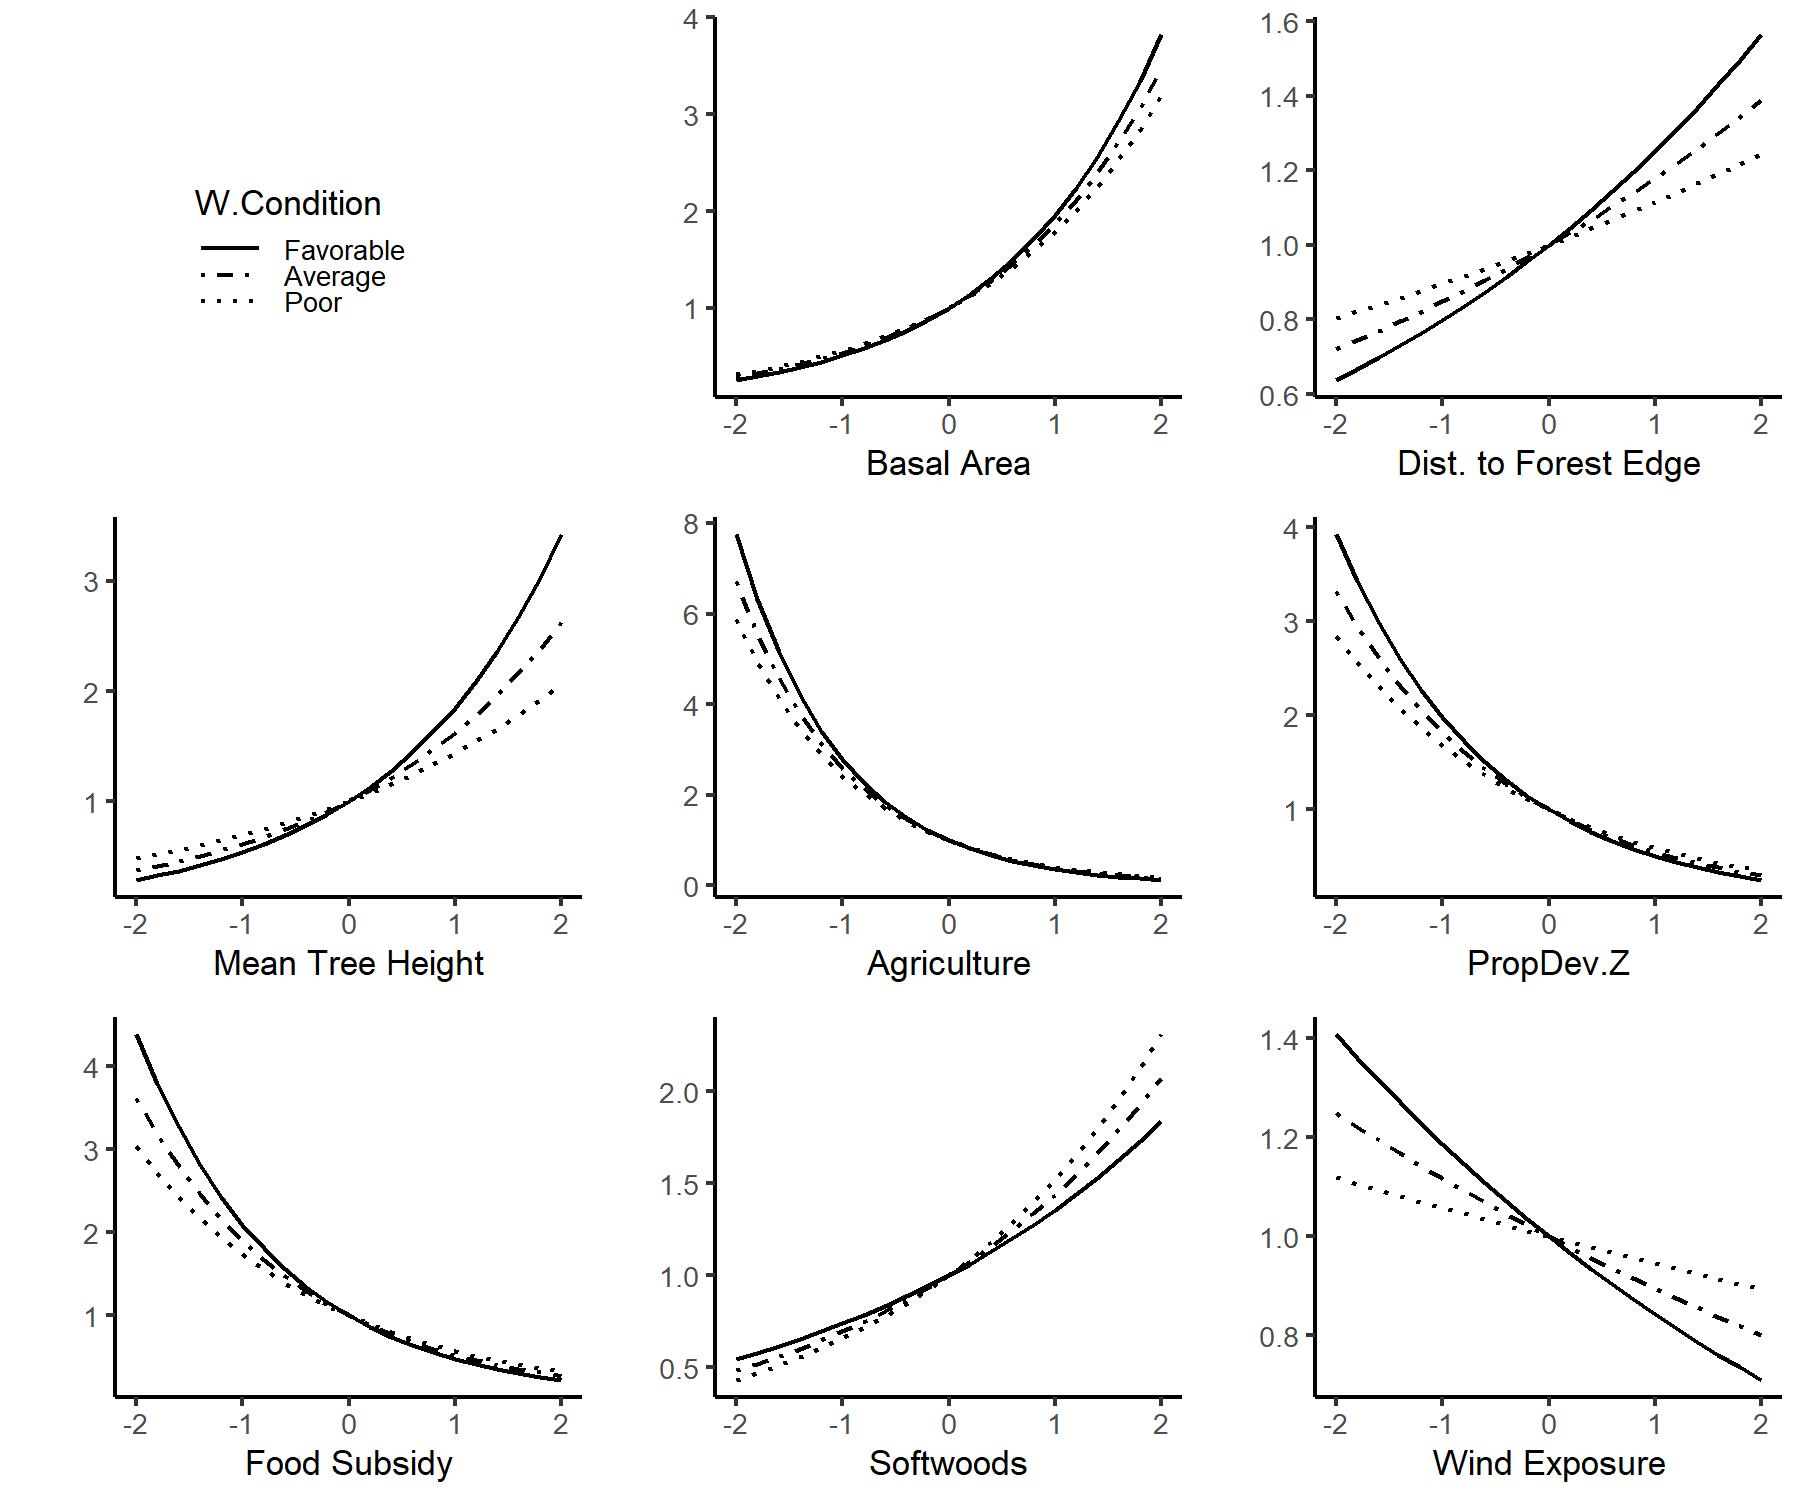 W.Condition
Favorable
Average
Poor
4
3
2
1
-2 -1 0 1 2
Basal Area
1.6
1.4
1.2
1.0
0.8
0.6
-2 -1 0 1 2
Dist. to Forest Edge
3
2
1
-2 -1 0 1 2
Mean Tree Height
8
6
4
2
0
-2 -1 0 1 2
Agriculture
4
3
2
1
-2 -1 0 1 2
PropDev.Z
4
3
2
1
-2 -1 0 1 2
Food Subsidy
2.0
1.5
1.0
0.5
-2 -1 0 1 2
Softwoods
1.4
1.2
1.0
0.8
-2 -1 0 1 2
Wind Exposure